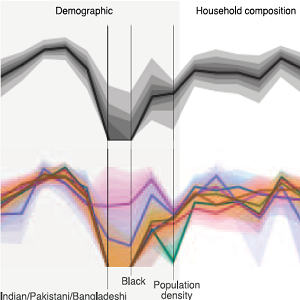 Demographic
Household composition
Black
Population
density
Indian/Pakistani/Bangladeshi